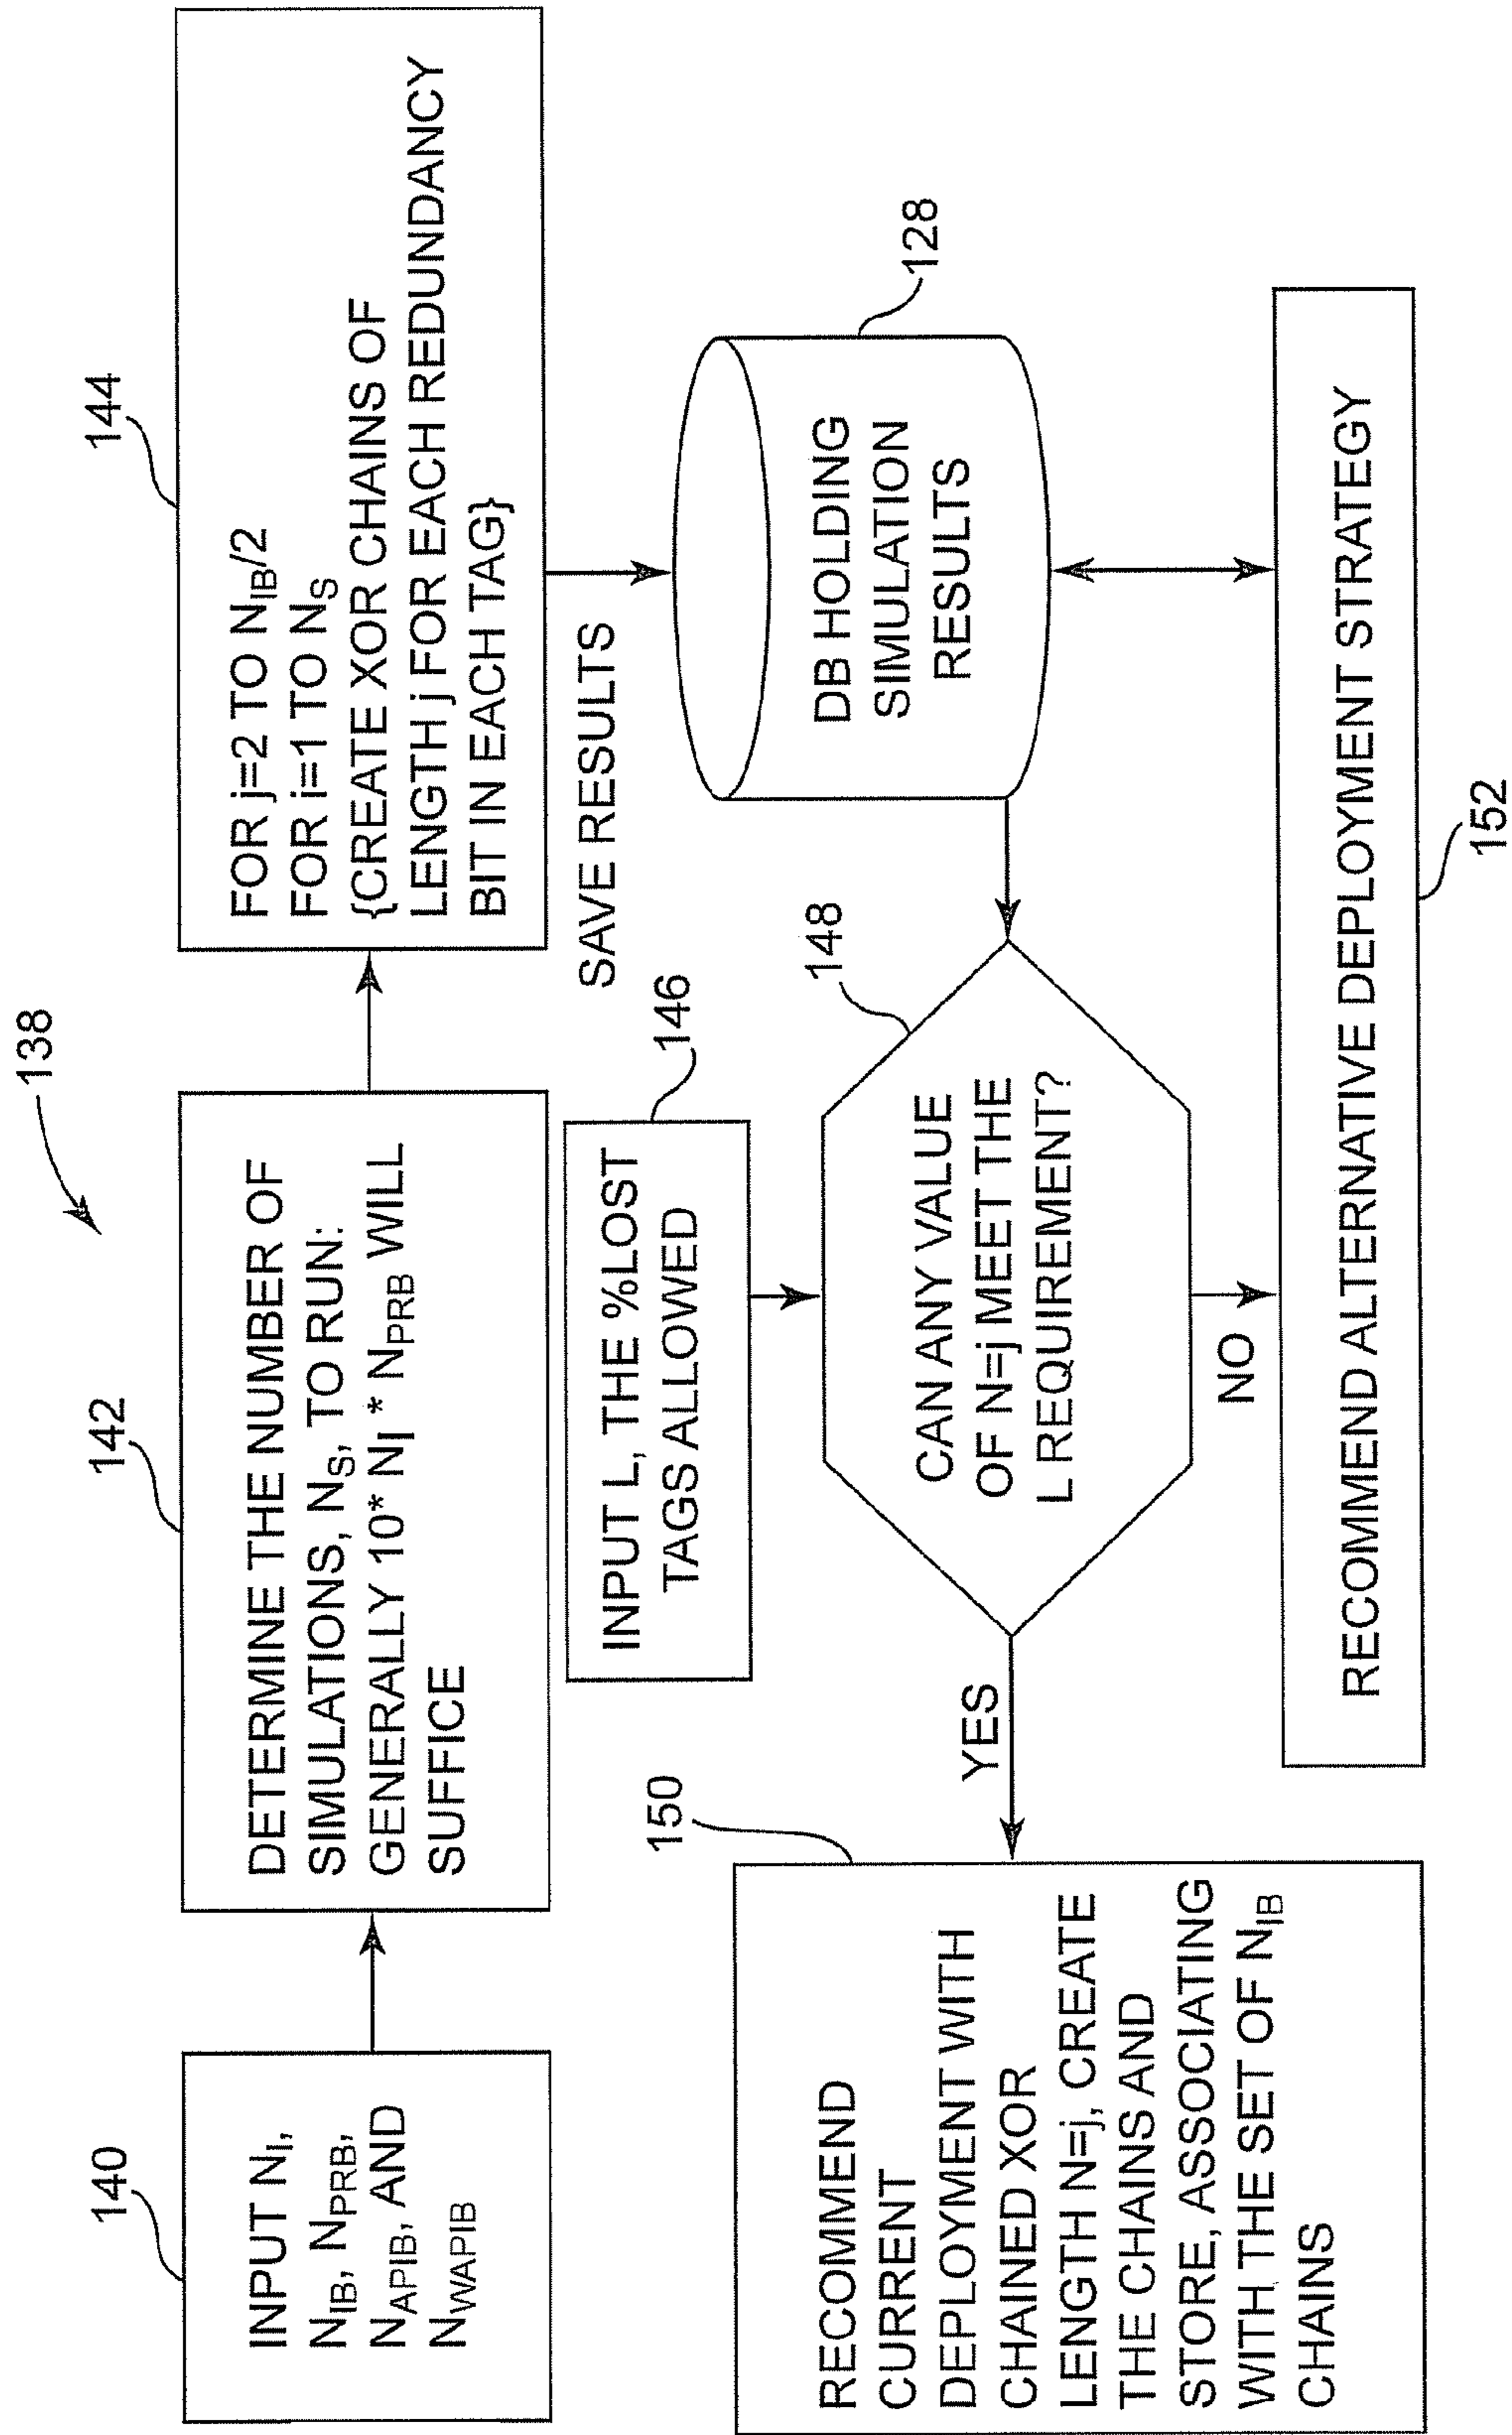 138
140
INPUT N_I,
N_IB, N_PRB,
N_APIB, AND
N_WAPIB
142
DETERMINE THE NUMBER OF
SIMULATIONS, N_S, TO RUN:
GENERALLY 10* N_I * N_PRB WILL
SUFFICE
144
FOR j=2 TO N_IB/2
FOR i=1 TO N_S
{CREATE XOR CHAINS OF
LENGTH j FOR EACH REDUNDANCY
BIT IN EACH TAG}
SAVE RESULTS
146
INPUT L, THE %LOST
TAGS ALLOWED
128
DB HOLDING
SIMULATION
RESULTS
148
CAN ANY VALUE
OF N=j MEET THE
L REQUIREMENT?
YES
NO
150
RECOMMEND
CURRENT
DEPLOYMENT WITH
CHAINED XOR
LENGTH N=j, CREATE
THE CHAINS AND
STORE, ASSOCIATING
WITH THE SET OF N_IB
CHAINS
RECOMMEND ALTERNATIVE DEPLOYMENT STRATEGY
152